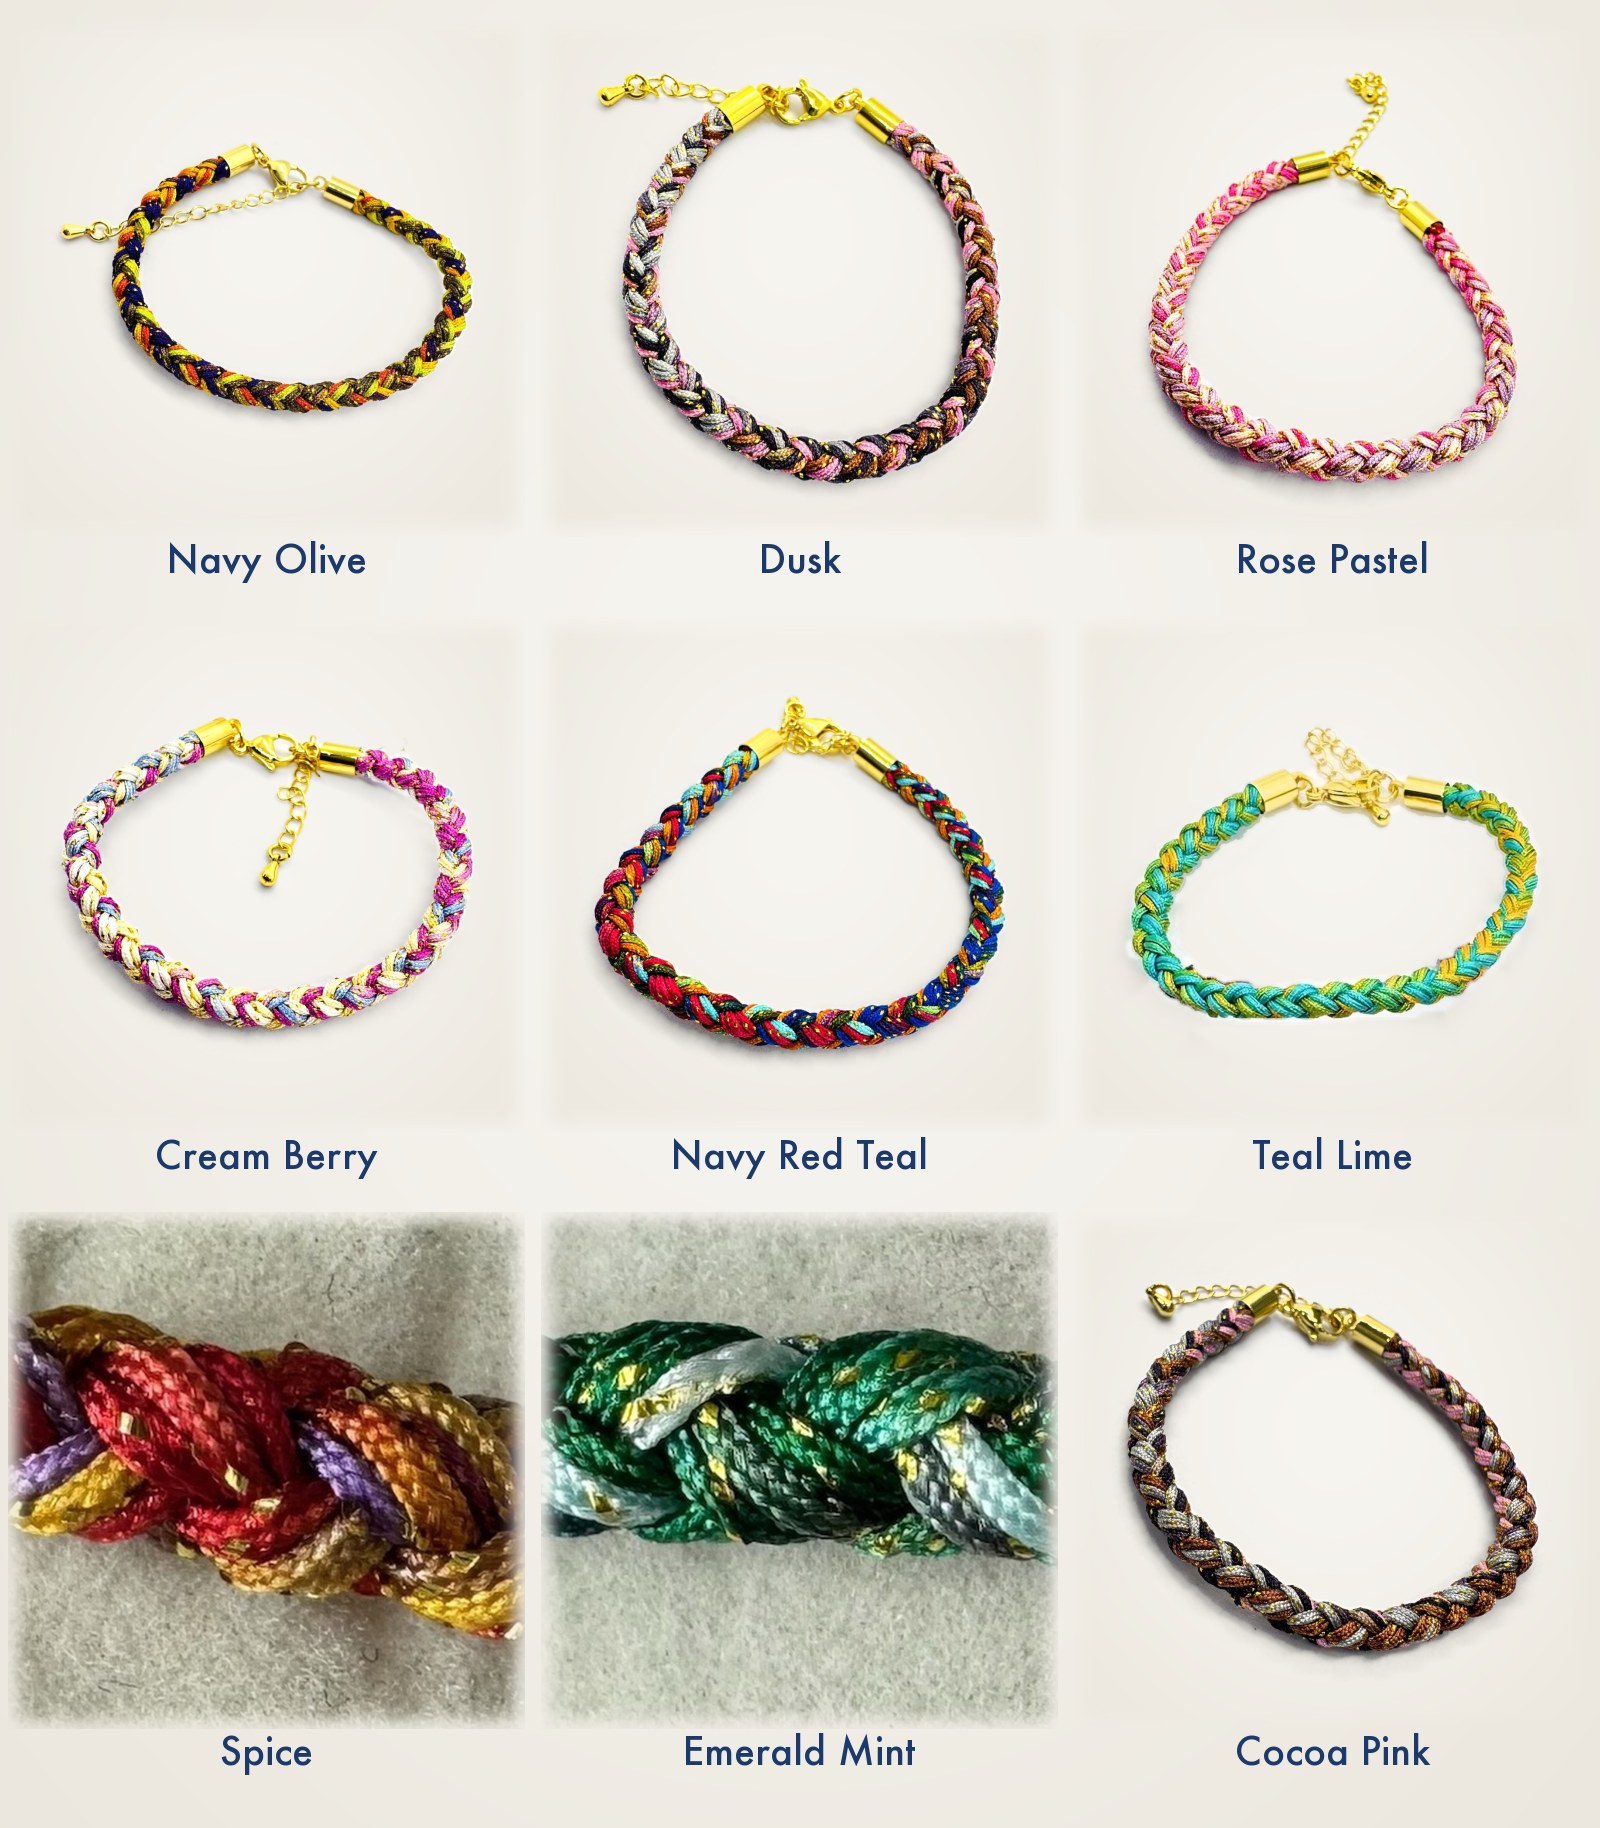 Navy Olive
Dusk
Rose Pastel
Cream Berry
Navy Red Teal
Teal Lime
Spice
Emerald Mint
Cocoa Pink